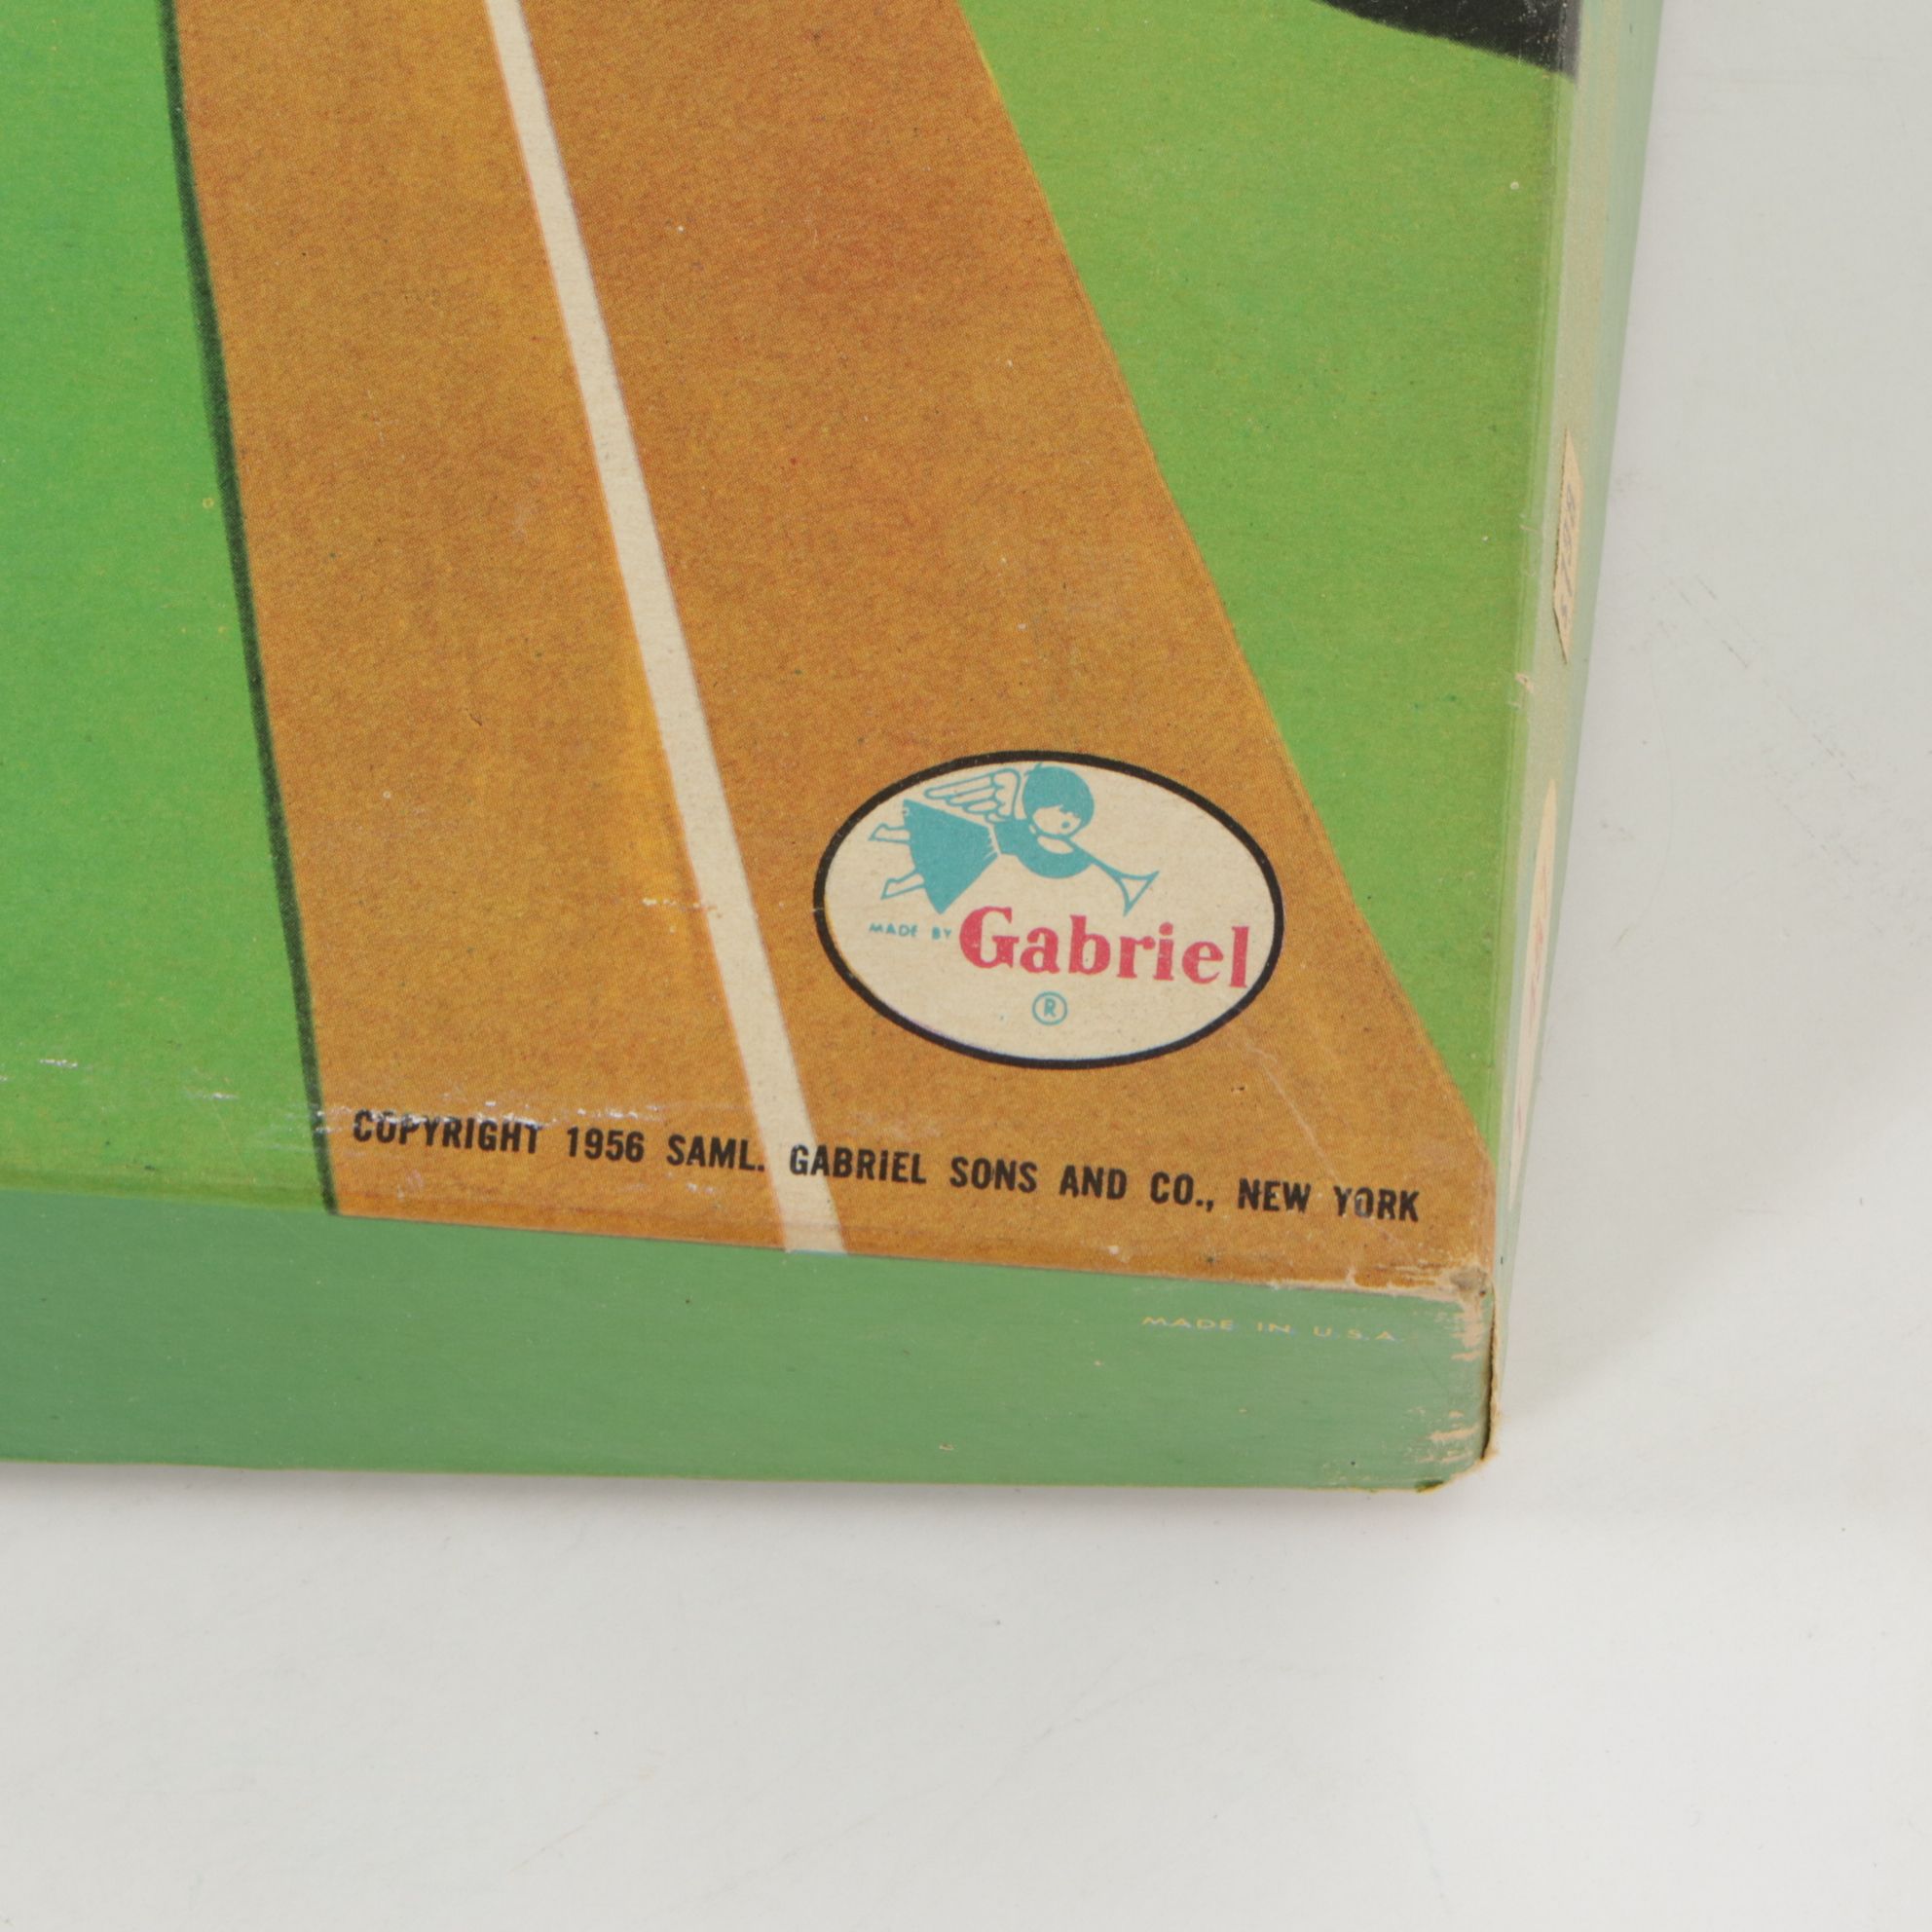 MADE BY Gabriel
®
COPYRIGHT 1956 SAML. GABRIEL SONS AND CO., NEW YORK
MADE IN U.S.A.